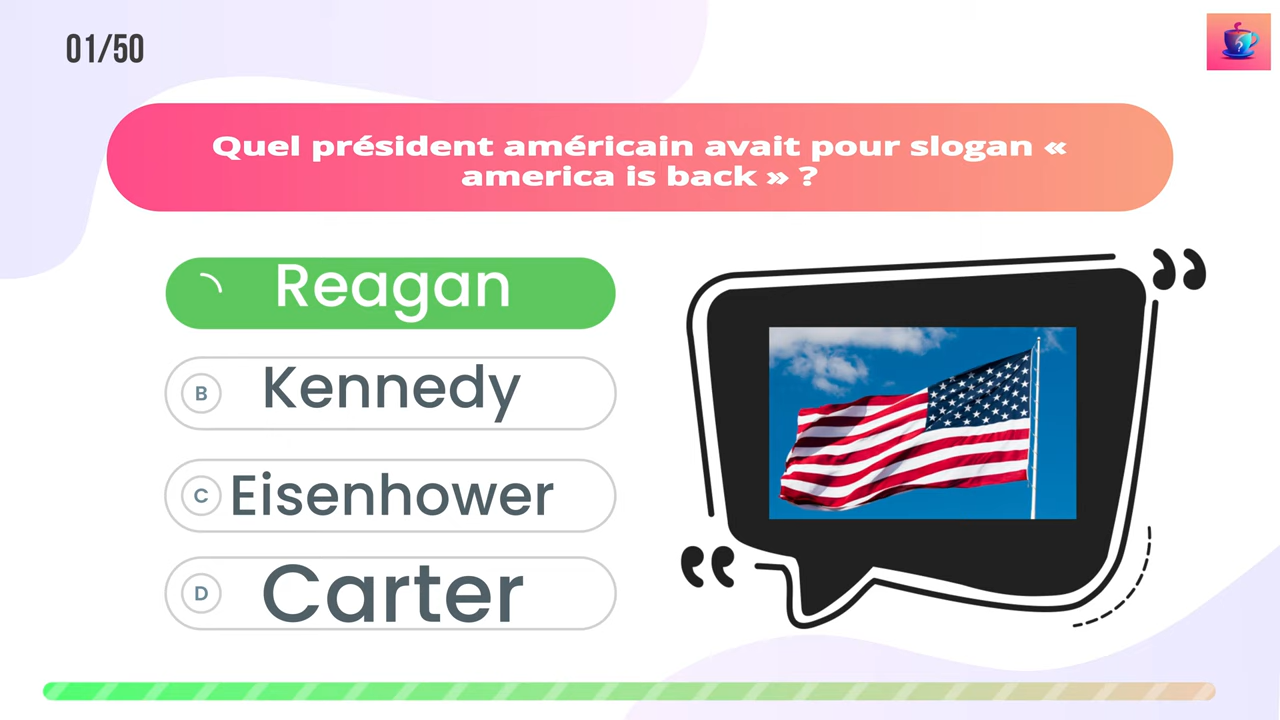 01/50
Quel président américain avait pour slogan «
america is back » ?
Reagan
B Kennedy
C Eisenhower
D Carter